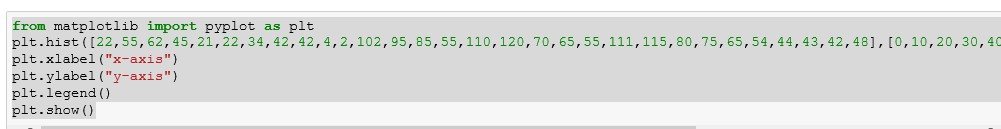 from matplotlib import pyplot as plt
plt.hist([22,55,62,45,21,22,34,42,42,4,2,102,95,85,55,110,120,70,65,55,111,115,80,75,65,54,44,43,42,48],[0,10,20,30,40
plt.xlabel("x-axis")
plt.ylabel("y-axis")
plt.legend()
plt.show()